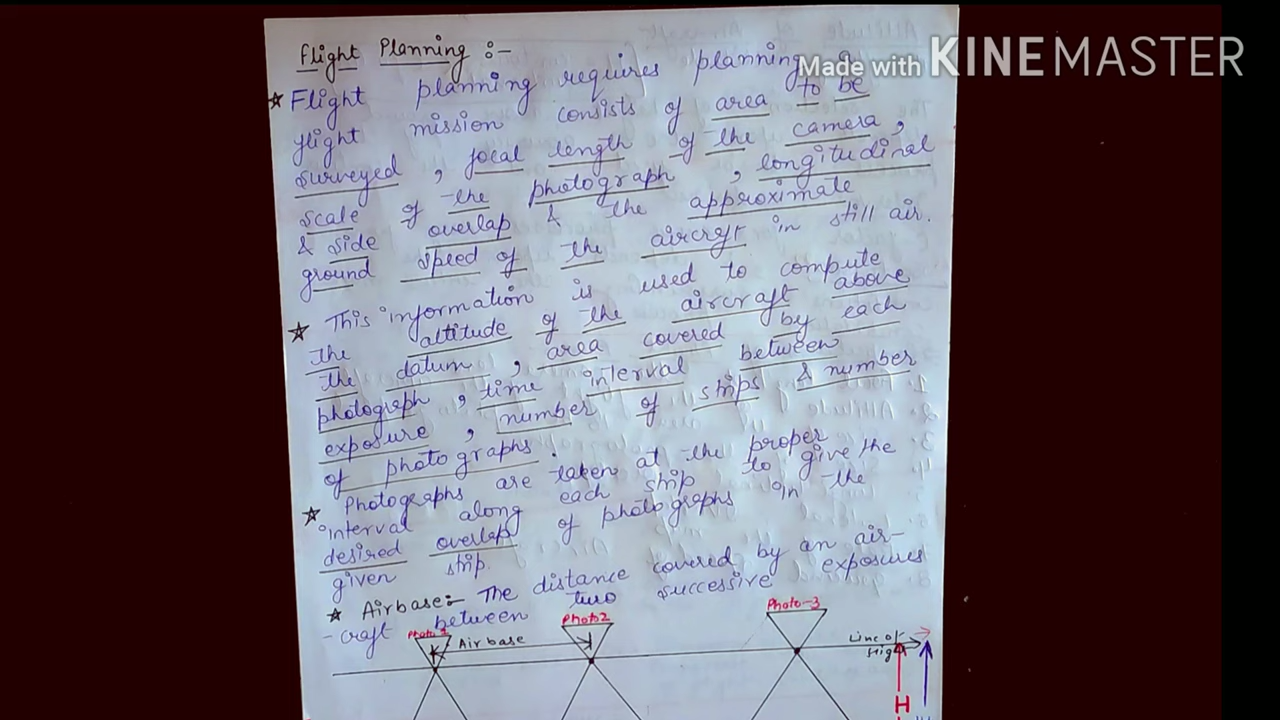 Flight Planning :-
Made with KINEMASTER
☆ Flight planning requires planning a
flight mission consists of area to be
surveyed, focal length of the camera,
scale of the photograph, longitudinal
& side overlap & the approximate
ground speed of the aircraft in still air.
☆ This information is used to compute
the altitude of the aircraft above
the datum, area covered by each
photograph, time interval between
exposure, number of strips & number
of photographs.
☆ Photographs are taken at the proper
interval along each strip to give the
desired overlap of photographs in the
given strip.
★ Airbase:- The distance covered by an air-
-craft between two successive exposures
Photo-3
Photo 2
Photo 1
Air base
Line of
H